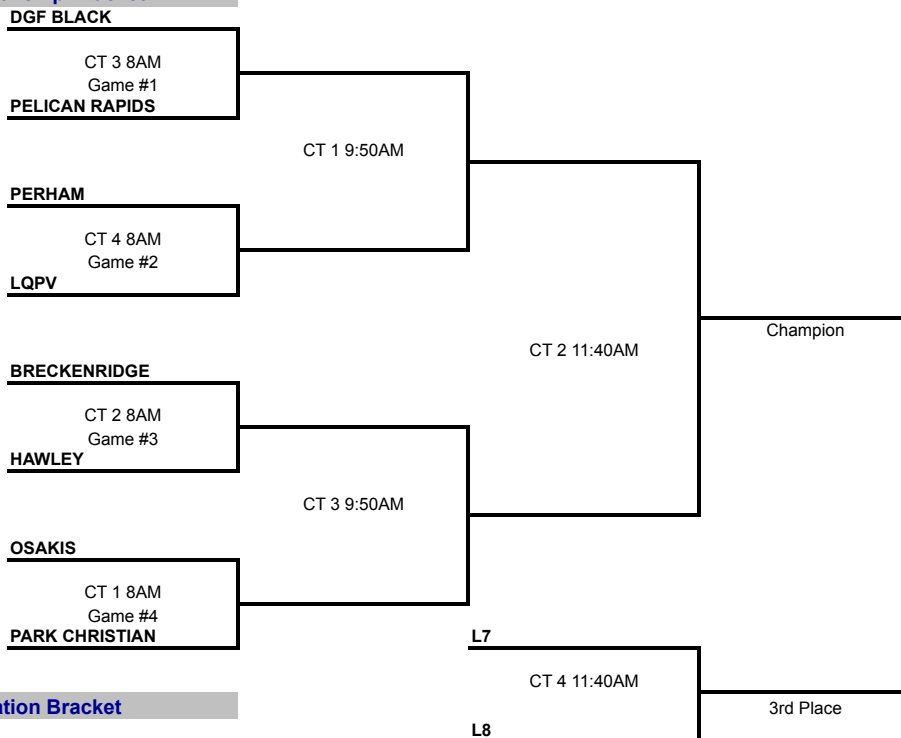 DGF BLACK
CT 3 8AM
Game #1
PELICAN RAPIDS
CT 1 9:50AM
PERHAM
CT 4 8AM
Game #2
LQPV
Champion
CT 2 11:40AM
BRECKENRIDGE
CT 2 8AM
Game #3
HAWLEY
CT 3 9:50AM
OSAKIS
CT 1 8AM
Game #4
PARK CHRISTIAN
L7
CT 4 11:40AM
3rd Place
L8
Bracket